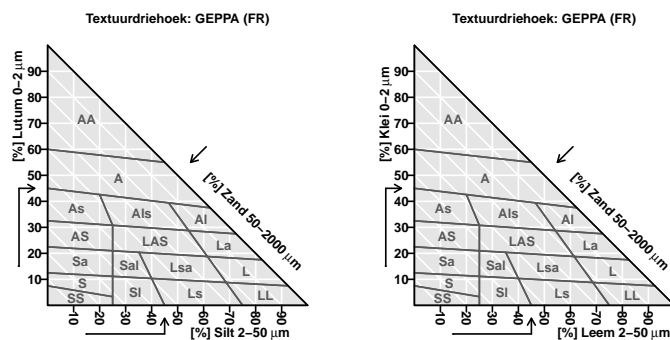 Textuurdriehoek: GEPPA (FR)
[%] Lutum 0−2 µm
90
80
70
60
50
40
30
20
10
AA
A
As
Als
Al
AS
LAS
La
Sa
Sal
Lsa
L
S
SS
Sl
Ls
LL
[%] Zand 50−2000 µm
10
20
30
40
50
60
70
80
90
[%] Silt 2−50 µm
Textuurdriehoek: GEPPA (FR)
[%] Klei 0−2 µm
90
80
70
60
50
40
30
20
10
AA
A
As
Als
Al
AS
LAS
La
Sa
Sal
Lsa
L
S
SS
Sl
Ls
LL
[%] Zand 50−2000 µm
10
20
30
40
50
60
70
80
90
[%] Leem 2−50 µm